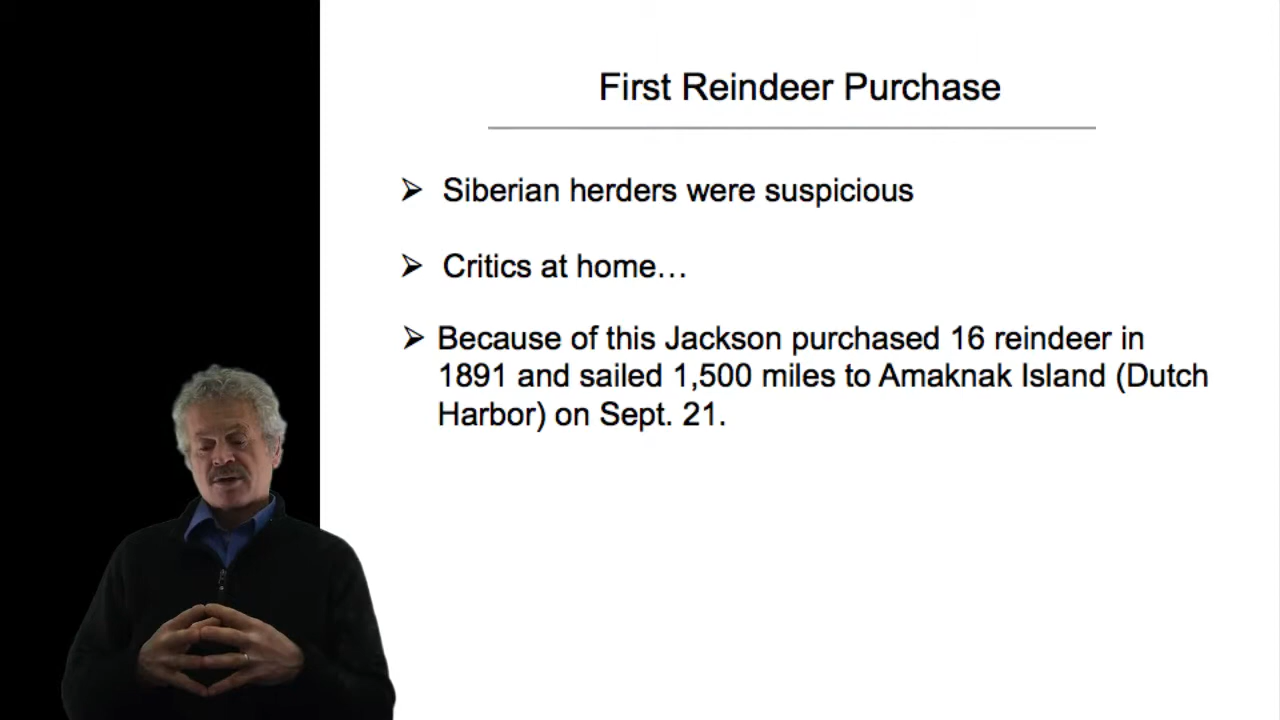 First Reindeer Purchase
➢ Siberian herders were suspicious
➢ Critics at home…
➢ Because of this Jackson purchased 16 reindeer in
1891 and sailed 1,500 miles to Amaknak Island (Dutch
Harbor) on Sept. 21.